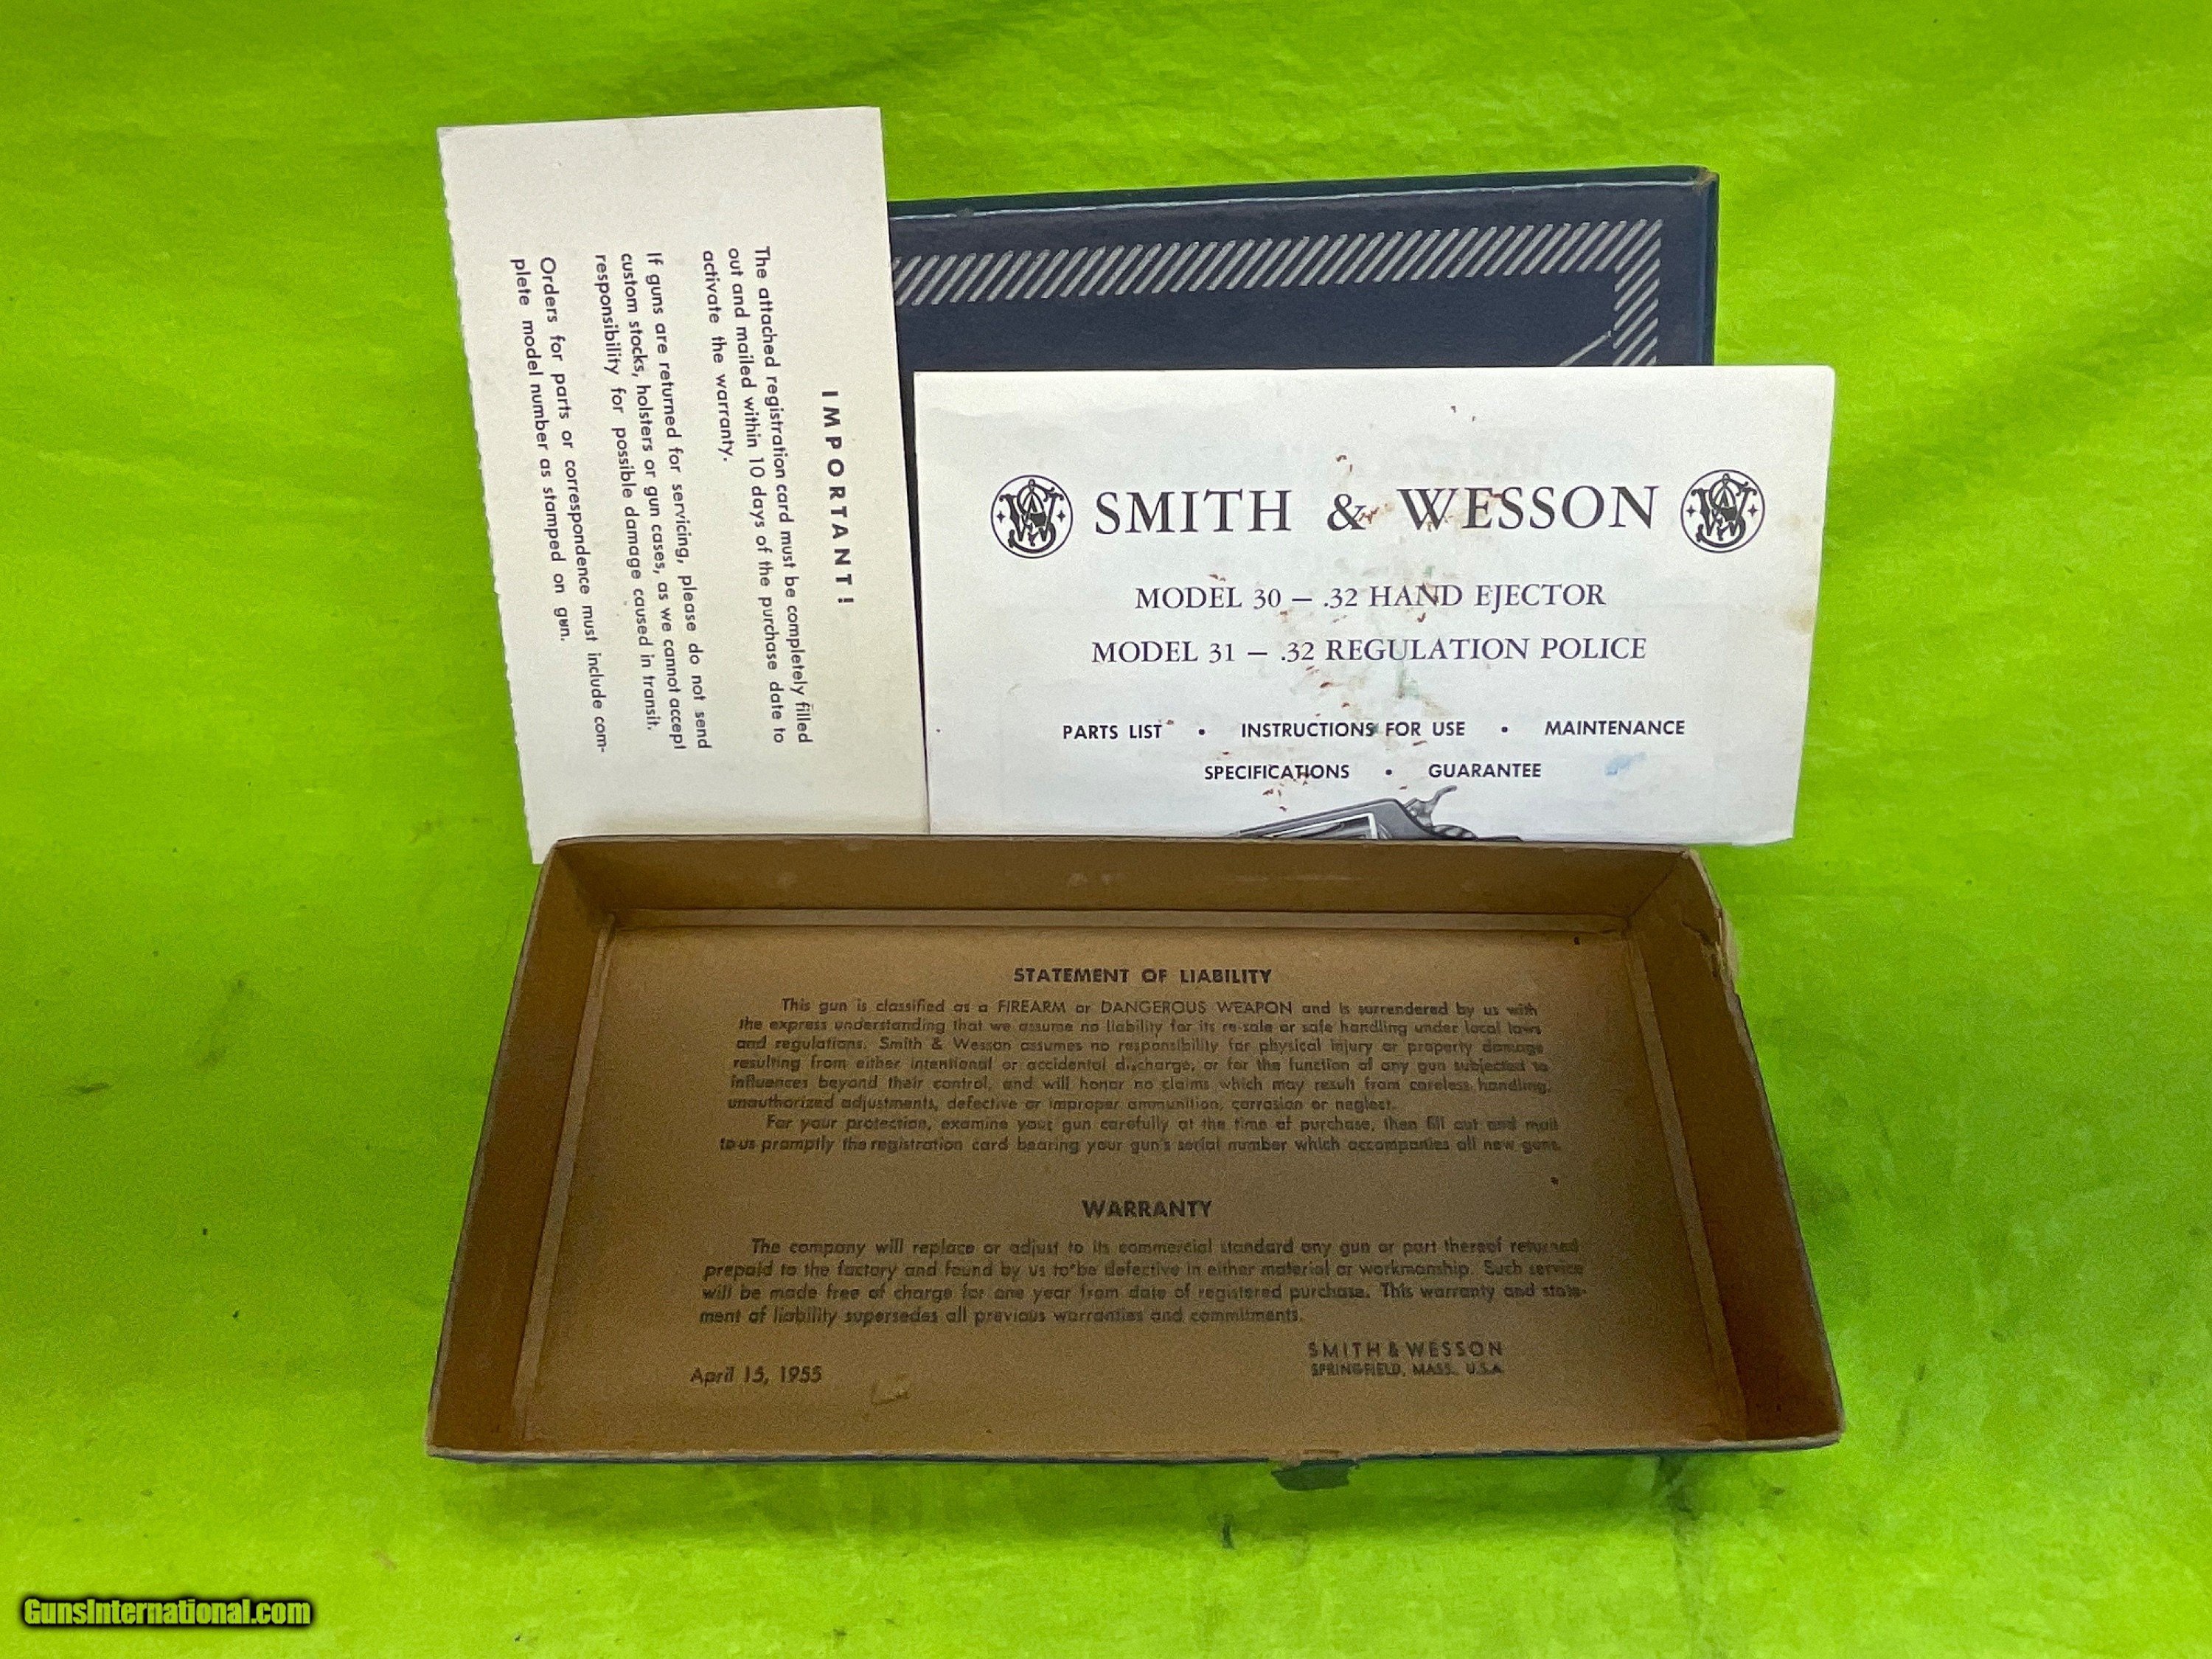 IMPORTANT!
The attached registration card must be completely filled
out and mailed within 10 days of the purchase date to
activate the warranty.
If guns are returned for servicing, please do not send
custom stocks, holsters or gun cases, as we cannot accept
responsibility for possible damage caused in transit.
Orders for parts or correspondence must include com-
plete model number as stamped on gun.
SMITH & WESSON
MODEL 30 — .32 HAND EJECTOR
MODEL 31 — .32 REGULATION POLICE
PARTS LIST • INSTRUCTIONS FOR USE • MAINTENANCE
SPECIFICATIONS • GUARANTEE
STATEMENT OF LIABILITY
This gun is classified as a FIREARM or DANGEROUS WEAPON and is surrendered by us with
the express understanding that we assume no liability for its re-sale or safe handling under local laws
and regulations. Smith & Wesson assumes no responsibility for physical injury or property damage
resulting from either intentional or accidental discharge, or for the function of any gun subjected to
influences beyond their control, and will honor no claims which may result from careless handling,
unauthorized adjustments, defective or improper ammunition, corrosion or neglect.
For your protection, examine your gun carefully at the time of purchase, then fill out and mail
to us promptly the registration card bearing your gun's serial number which accompanies all new guns.
WARRANTY
The company will replace or adjust to its commercial standard any gun or part thereof returned
prepaid to the factory and found by us to be defective in either material or workmanship. Such service
will be made free of charge for one year from date of registered purchase. This warranty and state-
ment of liability supersedes all previous warranties and commitments.
SMITH & WESSON
SPRINGFIELD, MASS. U.S.A.
April 15, 1955
GunsInternational.com